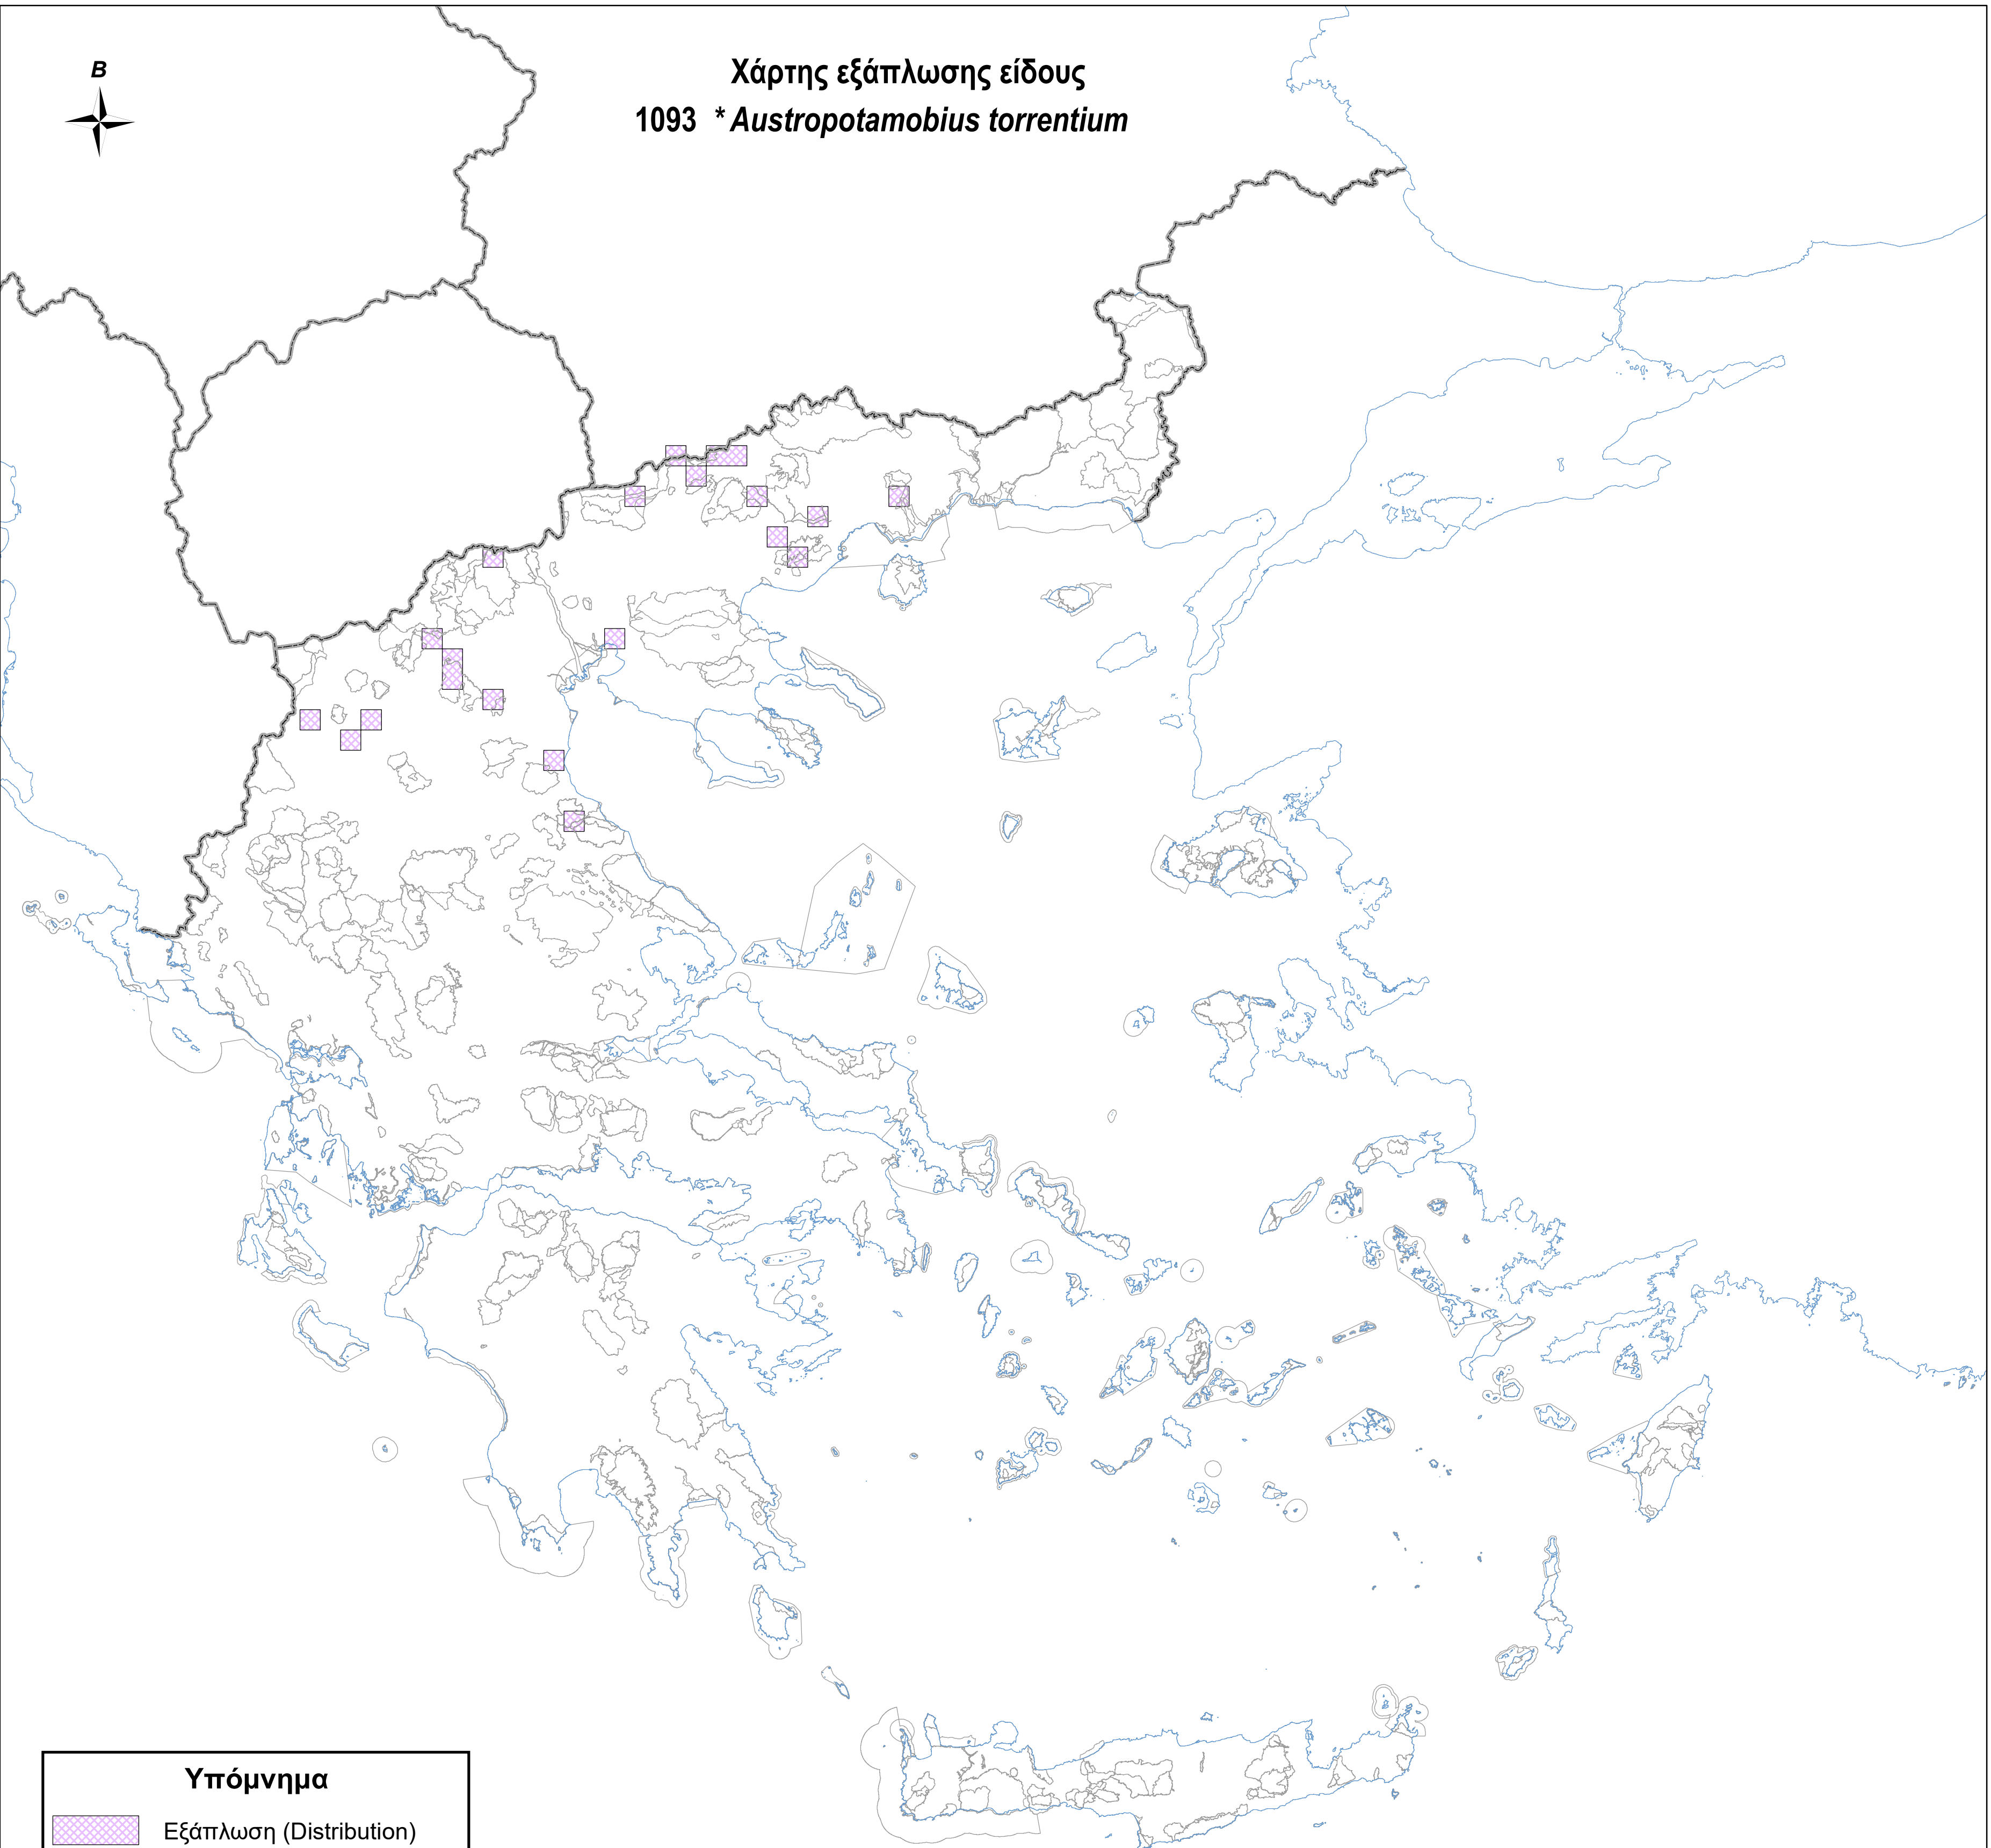 B
Χάρτης εξάπλωσης είδους
1093 * Austropotamobius torrentium
Υπόμνημα
Εξάπλωση (Distribution)